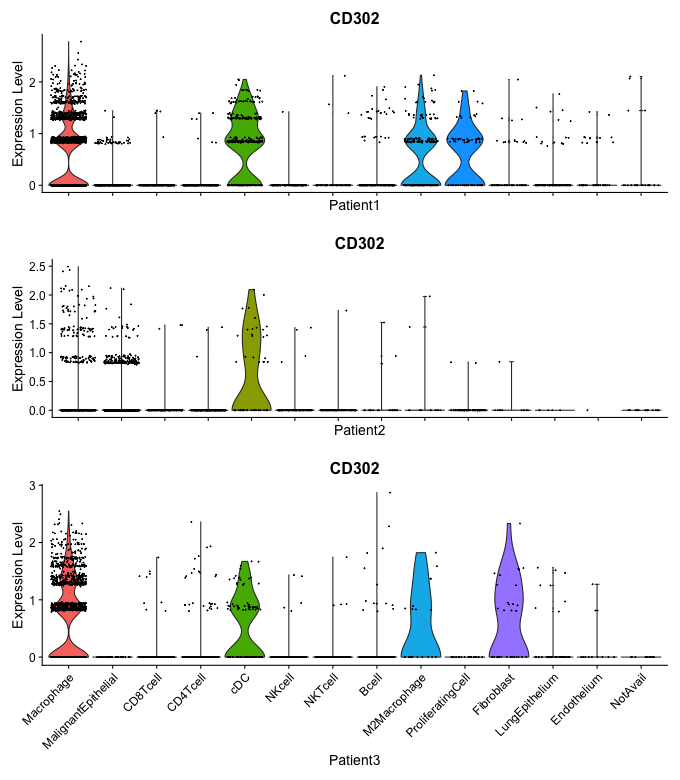 CD302
Expression Level
2
1
0
Patient1
CD302
Expression Level
2.5
2.0
1.5
1.0
0.5
0.0
Patient2
CD302
Expression Level
3
2
1
0
Macrophage
MalignantEpithelial
CD8Tcell
CD4Tcell
cDC
NKcell
NKTcell
Bcell
M2Macrophage
ProliferatingCell
Fibroblast
LungEpithelium
Endothelium
NotAvail
Patient3